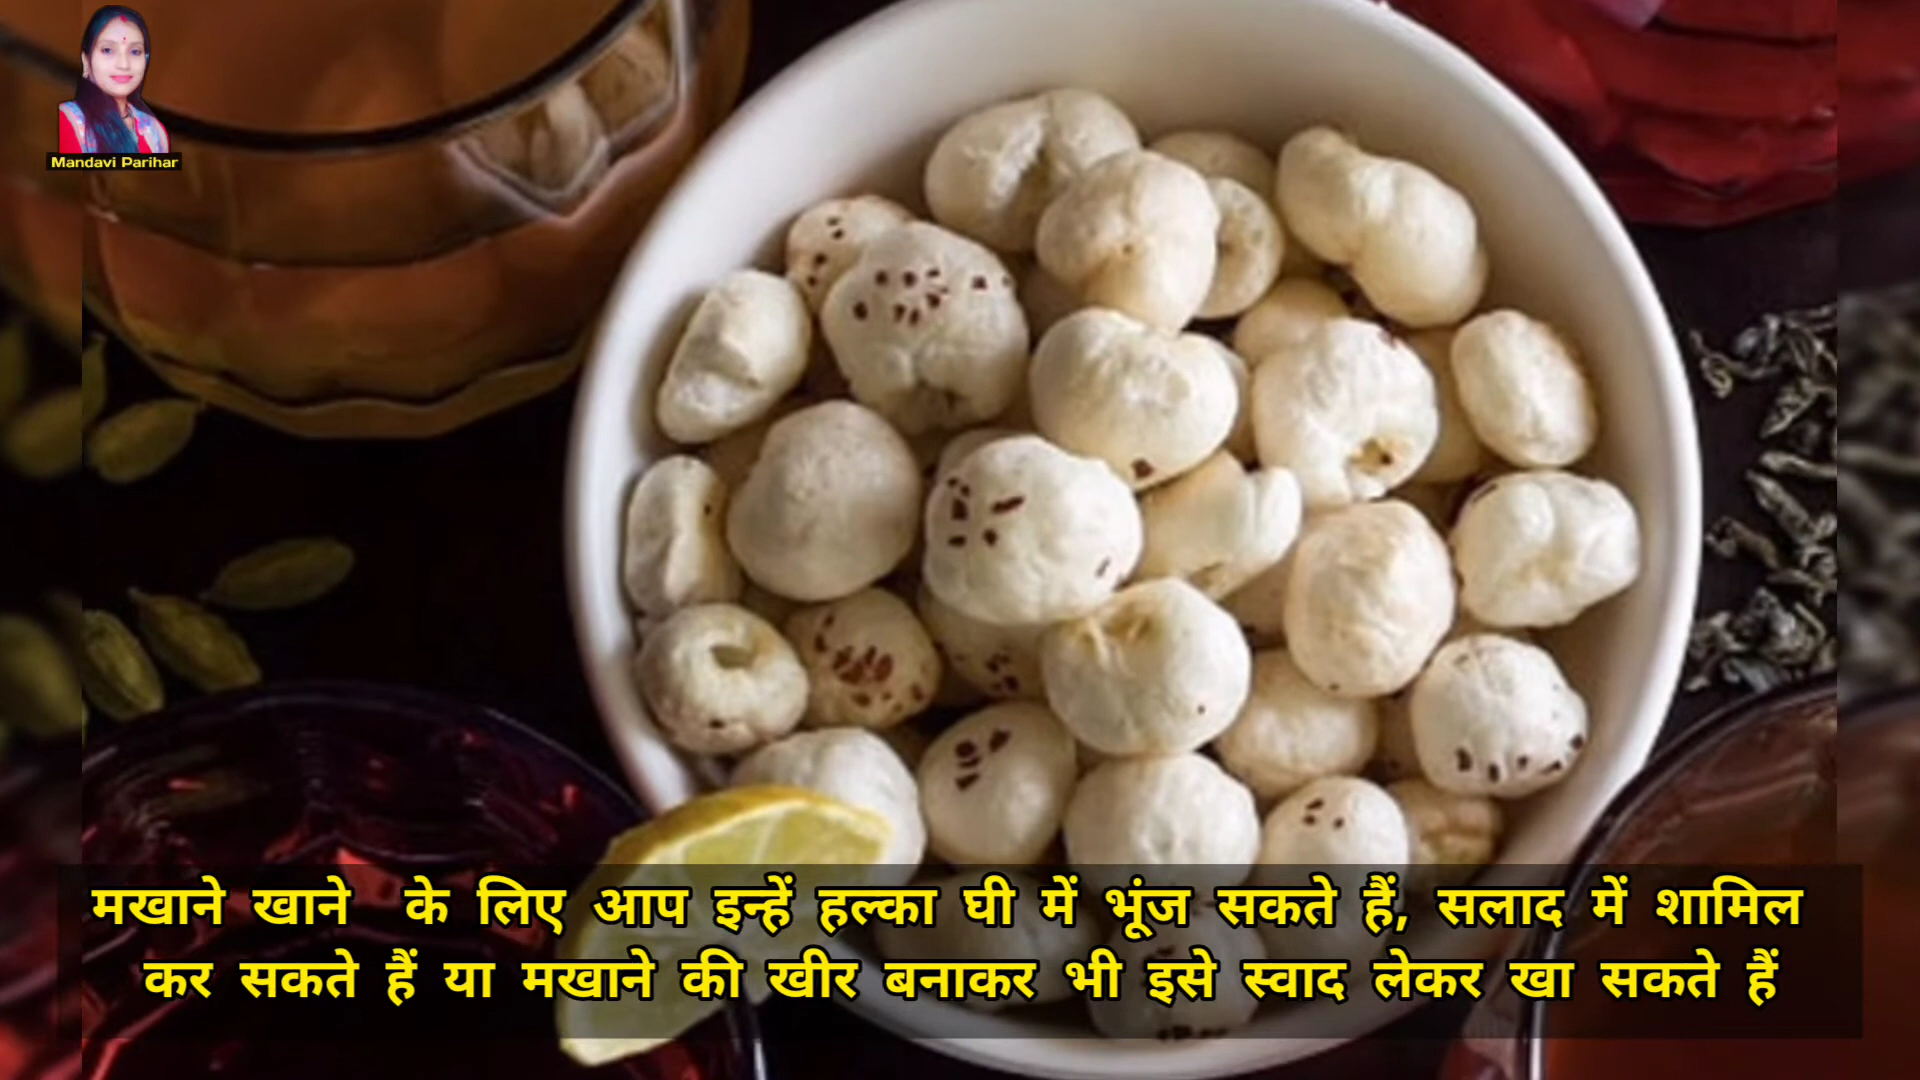 Mandavi Parihar
मखाने खाने के लिए आप इन्हें हल्का घी में भूंज सकते हैं, सलाद में शामिल
कर सकते हैं या मखाने की खीर बनाकर भी इसे स्वाद लेकर खा सकते हैं